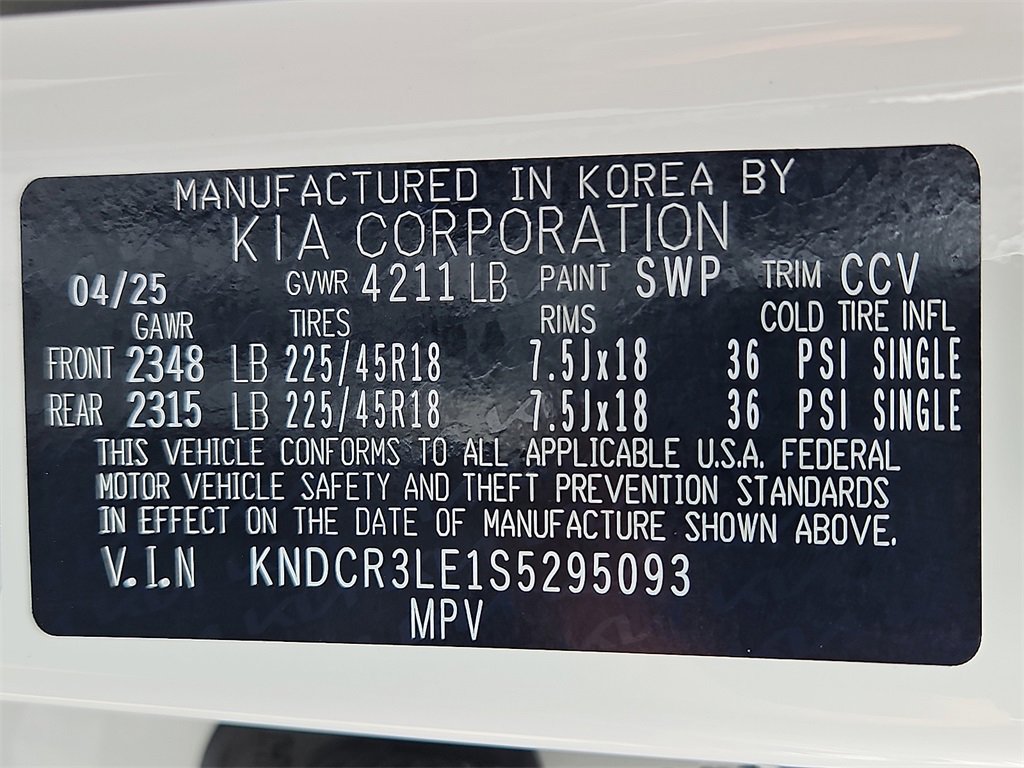 MANUFACTURED IN KOREA BY
KIA CORPORATION
04/25 GVWR 4211 LB PAINT SWP TRIM CCV
GAWR TIRES RIMS COLD TIRE INFL
FRONT 2348 LB 225/45R18 7.5Jx18 36 PSI SINGLE
REAR 2315 LB 225/45R18 7.5Jx18 36 PSI SINGLE
THIS VEHICLE CONFORMS TO ALL APPLICABLE U.S.A. FEDERAL
MOTOR VEHICLE SAFETY AND THEFT PREVENTION STANDARDS
IN EFFECT ON THE DATE OF MANUFACTURE SHOWN ABOVE.
V.I.N KNDCR3LE1S5295093
MPV